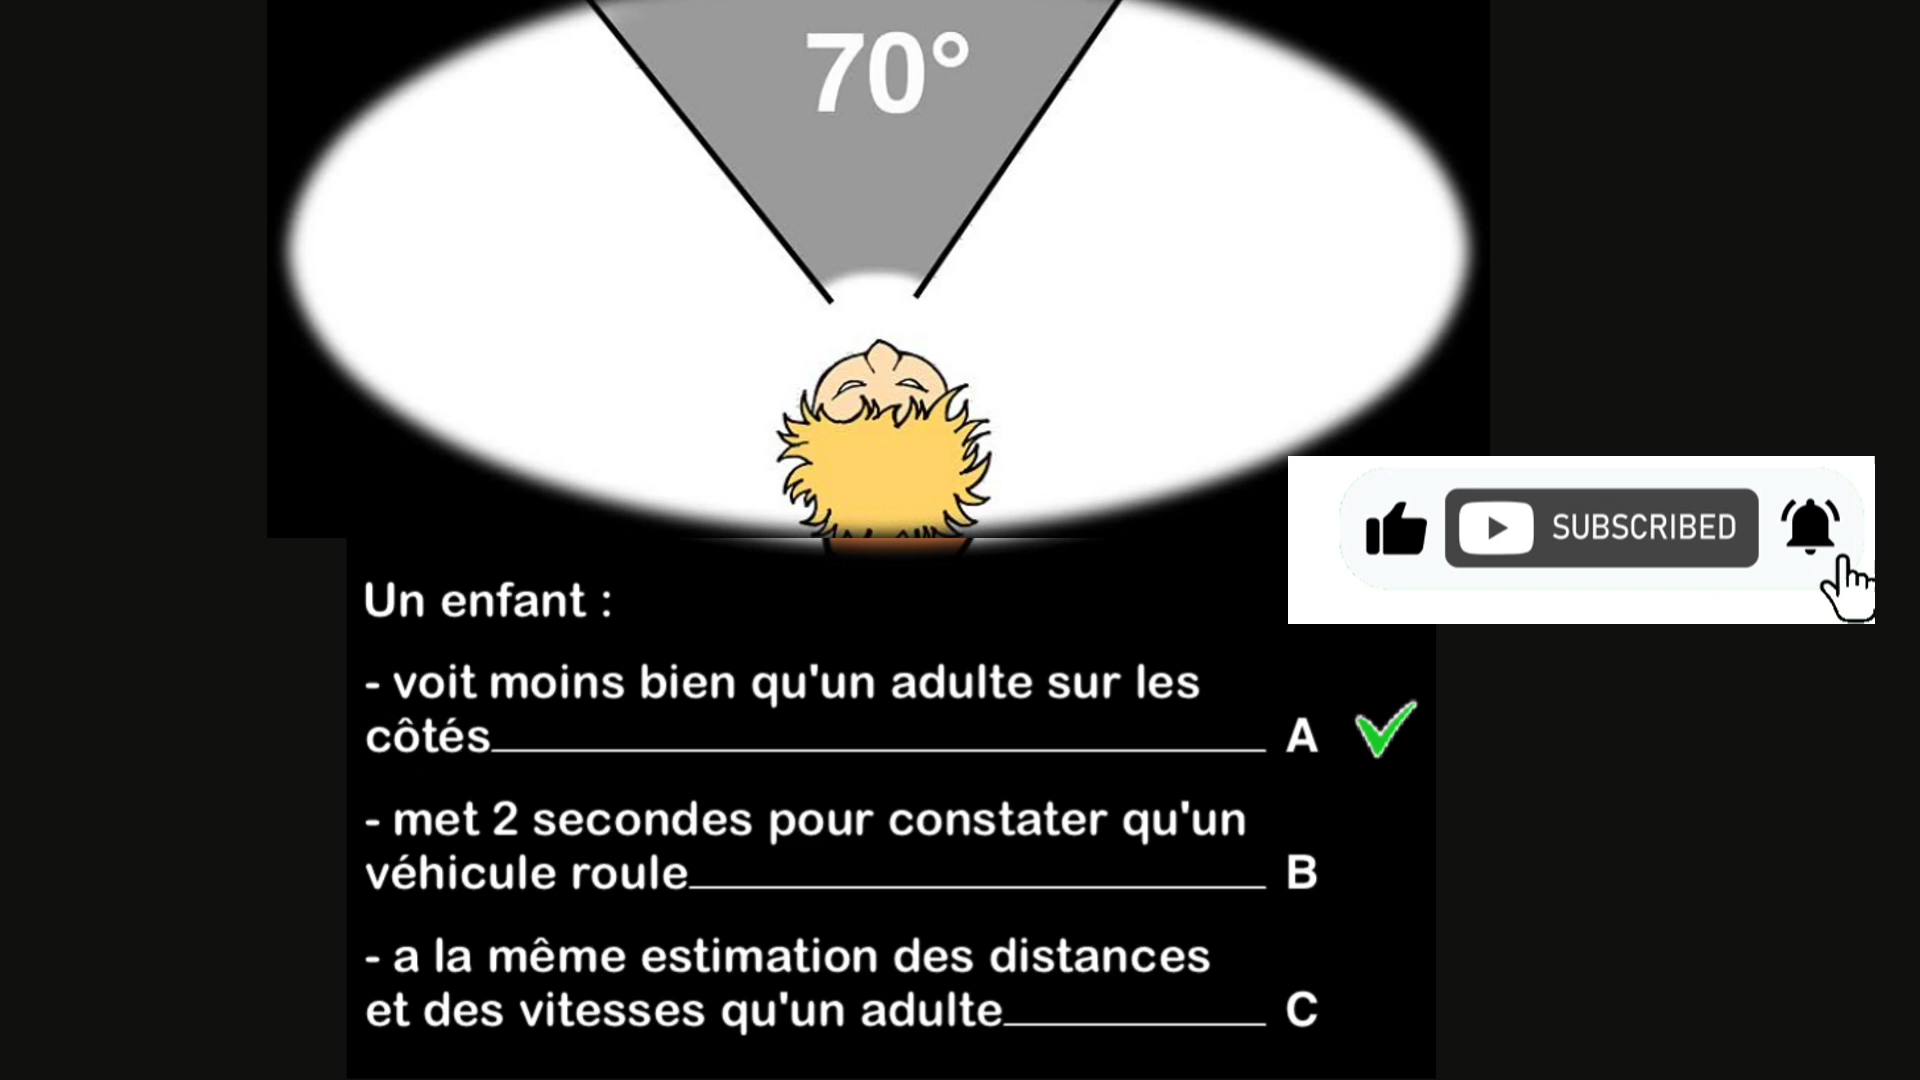 70°
SUBSCRIBED
Un enfant :
- voit moins bien qu'un adulte sur les
côtés A
- met 2 secondes pour constater qu'un
véhicule roule B
- a la même estimation des distances
et des vitesses qu'un adulte C